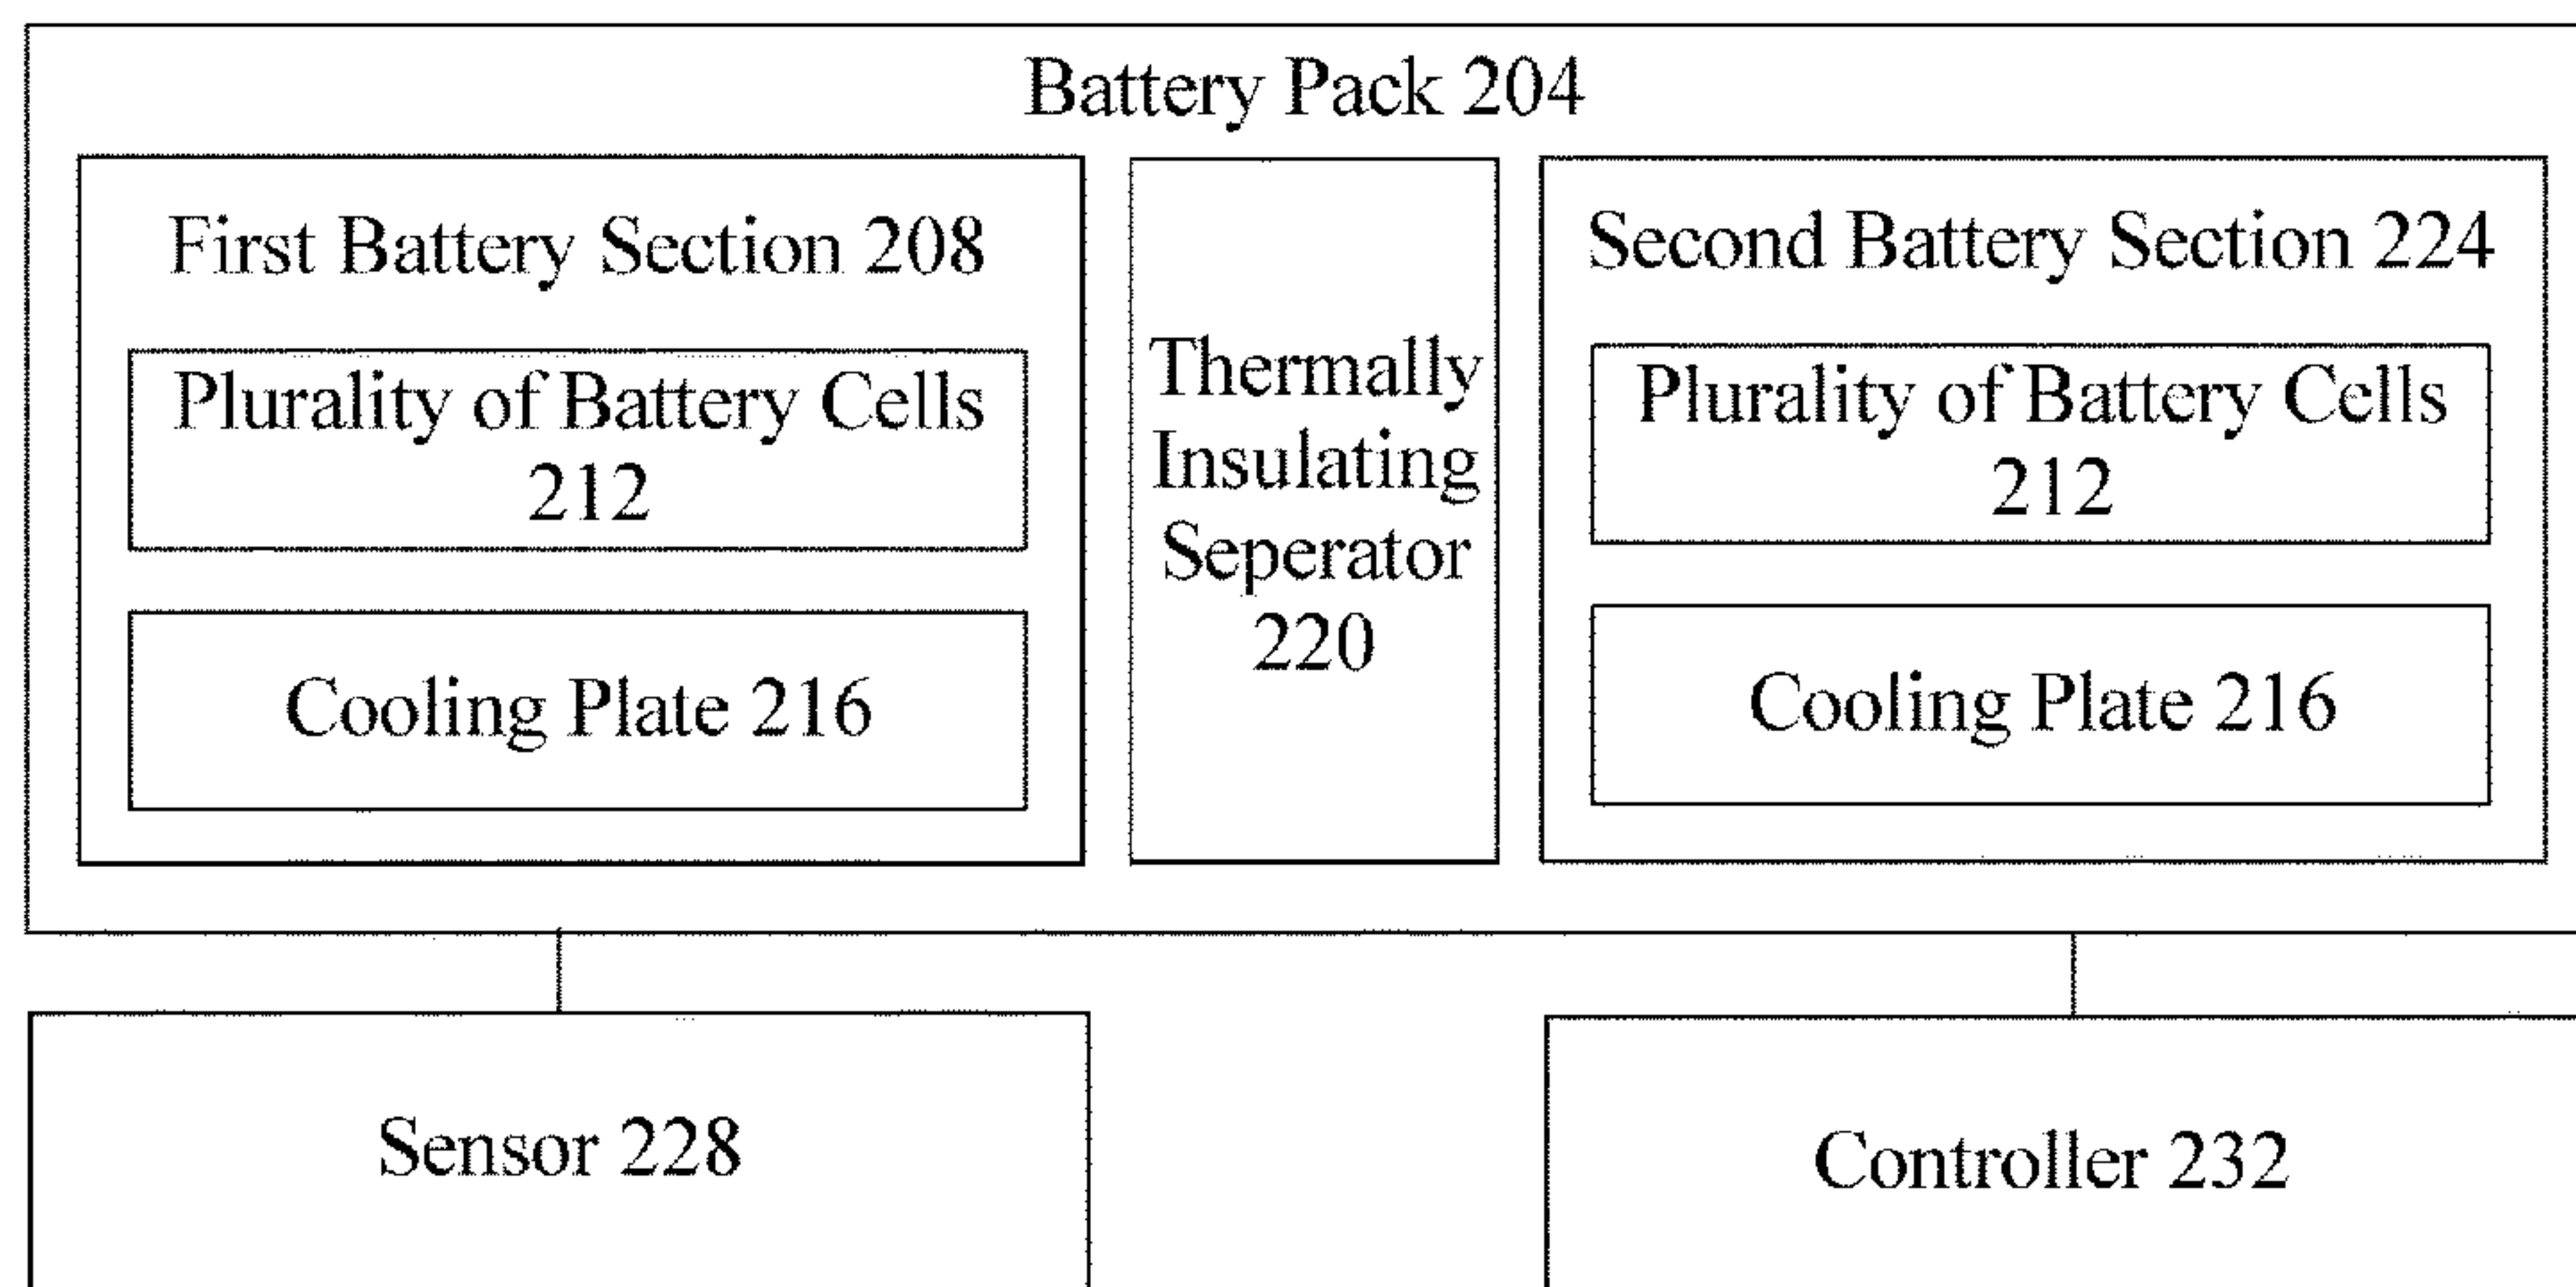 Battery Pack 204
First Battery Section 208
Plurality of Battery Cells
212
Cooling Plate 216
Thermally
Insulating
Seperator
220
Second Battery Section 224
Plurality of Battery Cells
212
Cooling Plate 216
Sensor 228
Controller 232